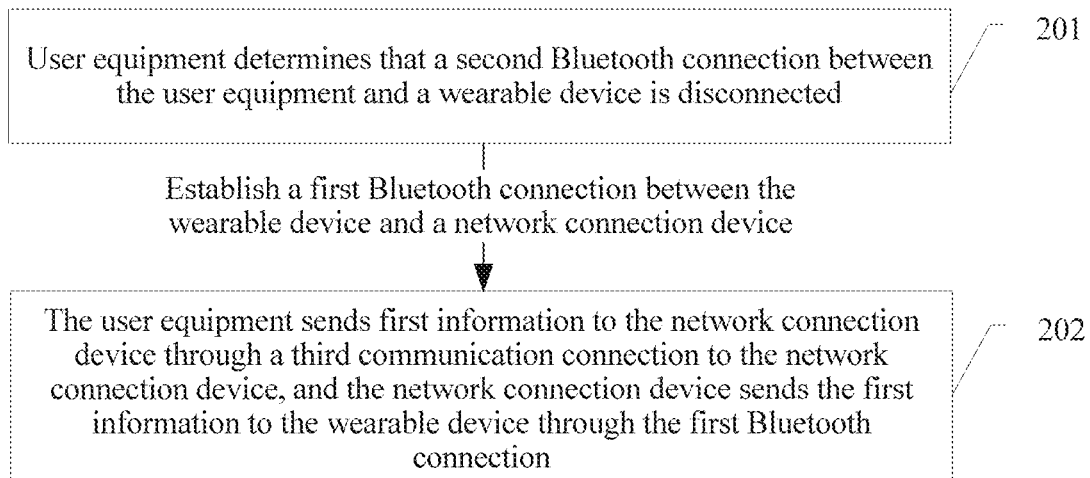 User equipment determines that a second Bluetooth connection between
the user equipment and a wearable device is disconnected
201
Establish a first Bluetooth connection between the
wearable device and a network connection device
The user equipment sends first information to the network connection
device through a third communication connection to the network
connection device, and the network connection device sends the first
information to the wearable device through the first Bluetooth
connection
202